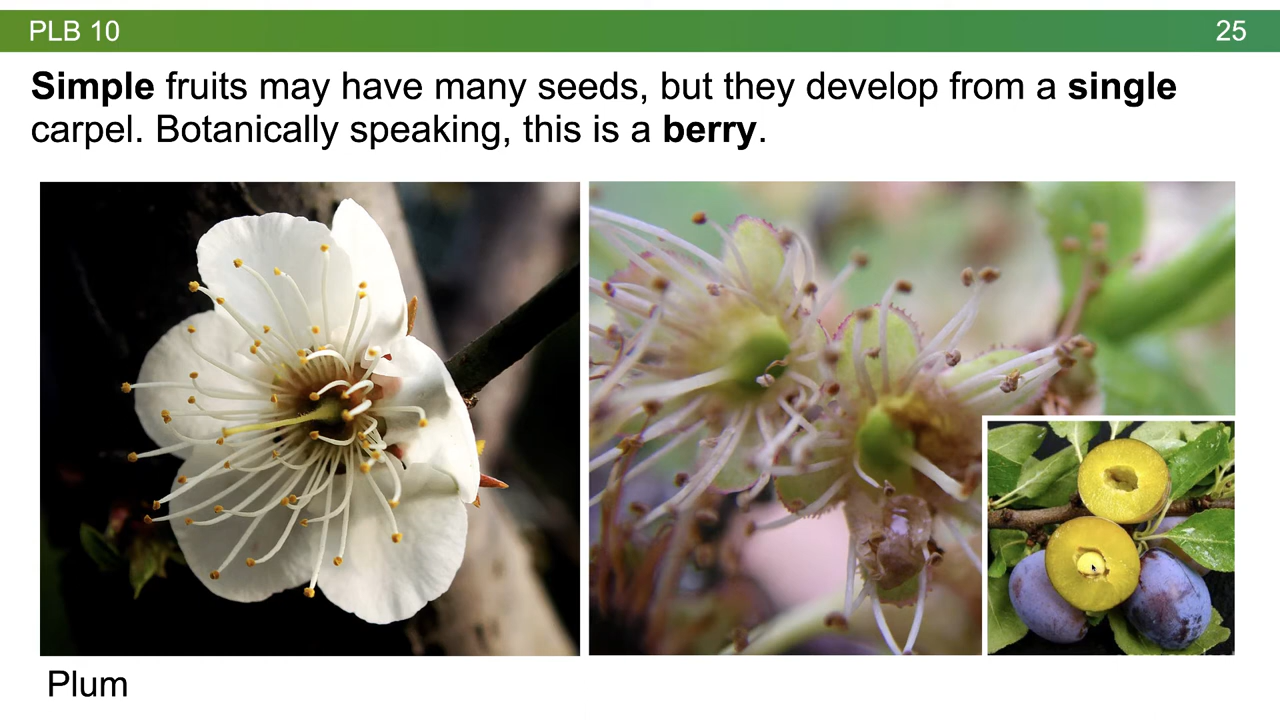 PLB 10
25
Simple fruits may have many seeds, but they develop from a single
carpel. Botanically speaking, this is a berry.
Plum